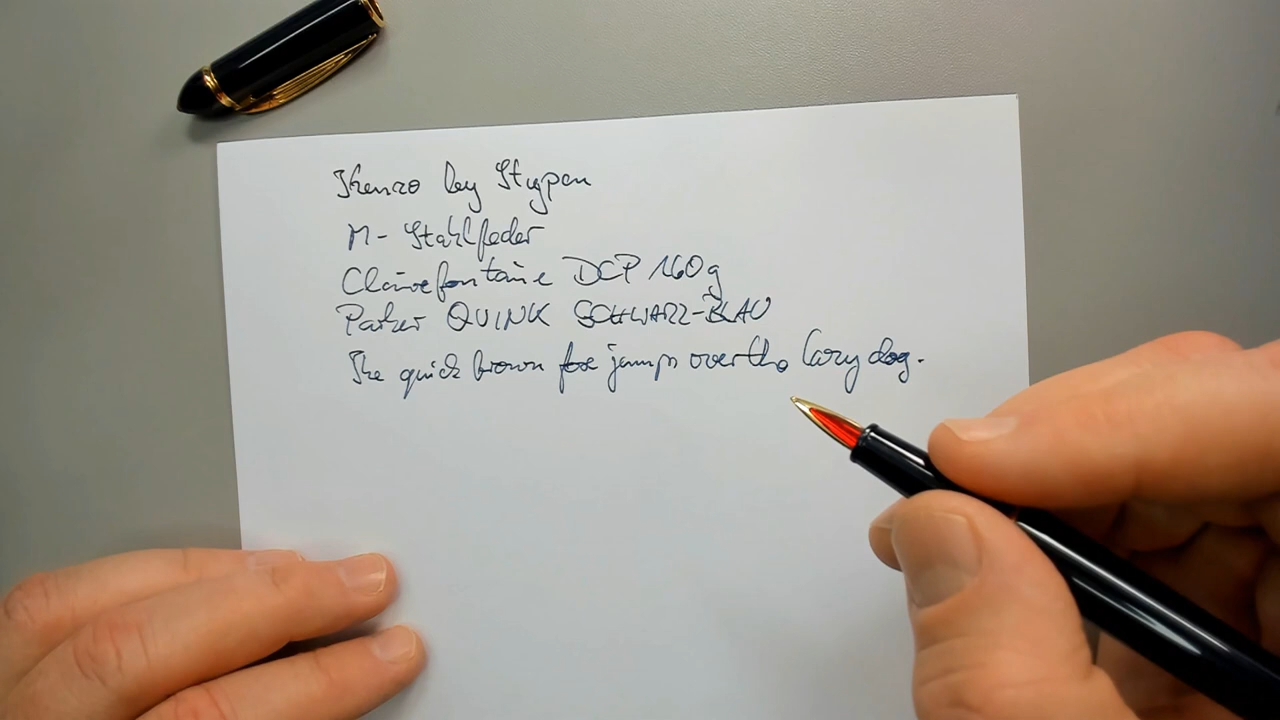 Kenzo by Stypen
M- Stahlfeder
Clairefontaine DCP 160g
Parker QUINK SCHWARZ-BLAU
The quick brown fox jumps over the lazy dog.